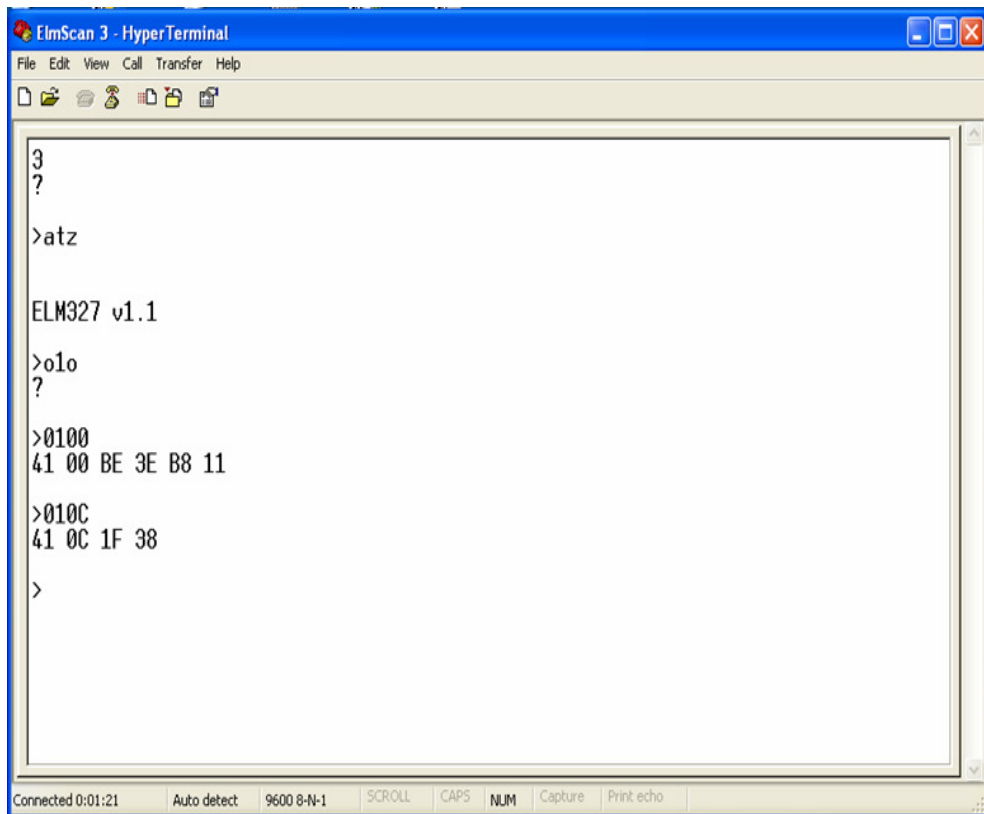 ElmScan 3 - HyperTerminal
File Edit View Call Transfer Help
3
?
>atz
ELM327 v1.1
>o1o
?
>0100
41 00 BE 3E B8 11
>010C
41 0C 1F 38
>
Connected 0:01:21 Auto detect 9600 8-N-1 SCROLL CAPS NUM Capture Print echo